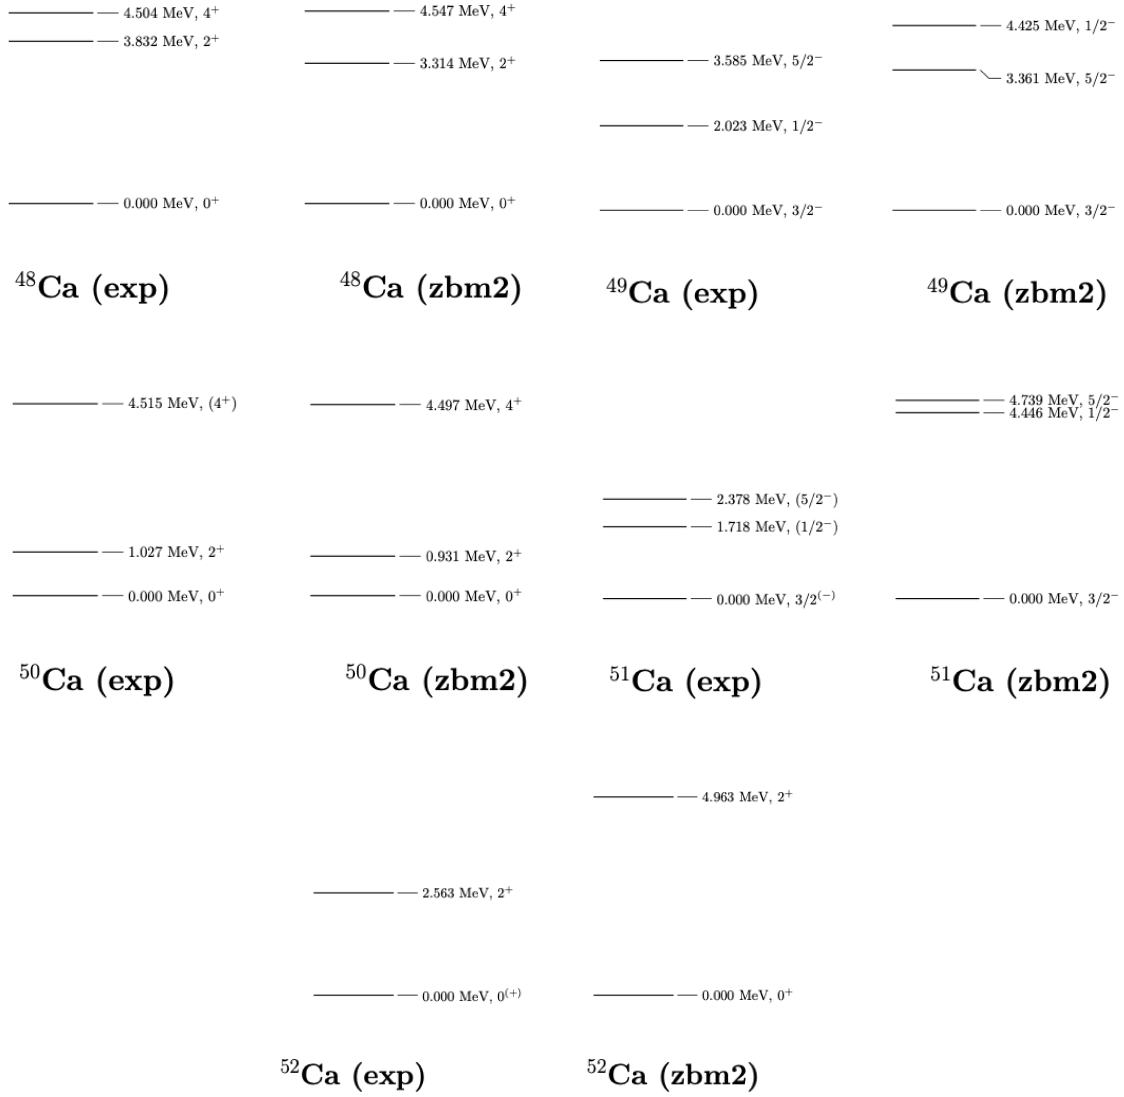 4.504 MeV, 4⁺
3.832 MeV, 2⁺
0.000 MeV, 0⁺
⁴⁸Ca (exp)
4.547 MeV, 4⁺
3.314 MeV, 2⁺
0.000 MeV, 0⁺
⁴⁸Ca (zbm2)
3.585 MeV, 5/2⁻
2.023 MeV, 1/2⁻
0.000 MeV, 3/2⁻
⁴⁹Ca (exp)
4.425 MeV, 1/2⁻
3.361 MeV, 5/2⁻
0.000 MeV, 3/2⁻
⁴⁹Ca (zbm2)
4.515 MeV, (4⁺)
1.027 MeV, 2⁺
0.000 MeV, 0⁺
⁵⁰Ca (exp)
4.497 MeV, 4⁺
0.931 MeV, 2⁺
0.000 MeV, 0⁺
⁵⁰Ca (zbm2)
2.378 MeV, (5/2⁻)
1.718 MeV, (1/2⁻)
0.000 MeV, 3/2⁽⁻⁾
⁵¹Ca (exp)
4.739 MeV, 5/2⁻
4.446 MeV, 1/2⁻
0.000 MeV, 3/2⁻
⁵¹Ca (zbm2)
2.563 MeV, 2⁺
0.000 MeV, 0⁽⁺⁾
⁵²Ca (exp)
4.963 MeV, 2⁺
0.000 MeV, 0⁺
⁵²Ca (zbm2)